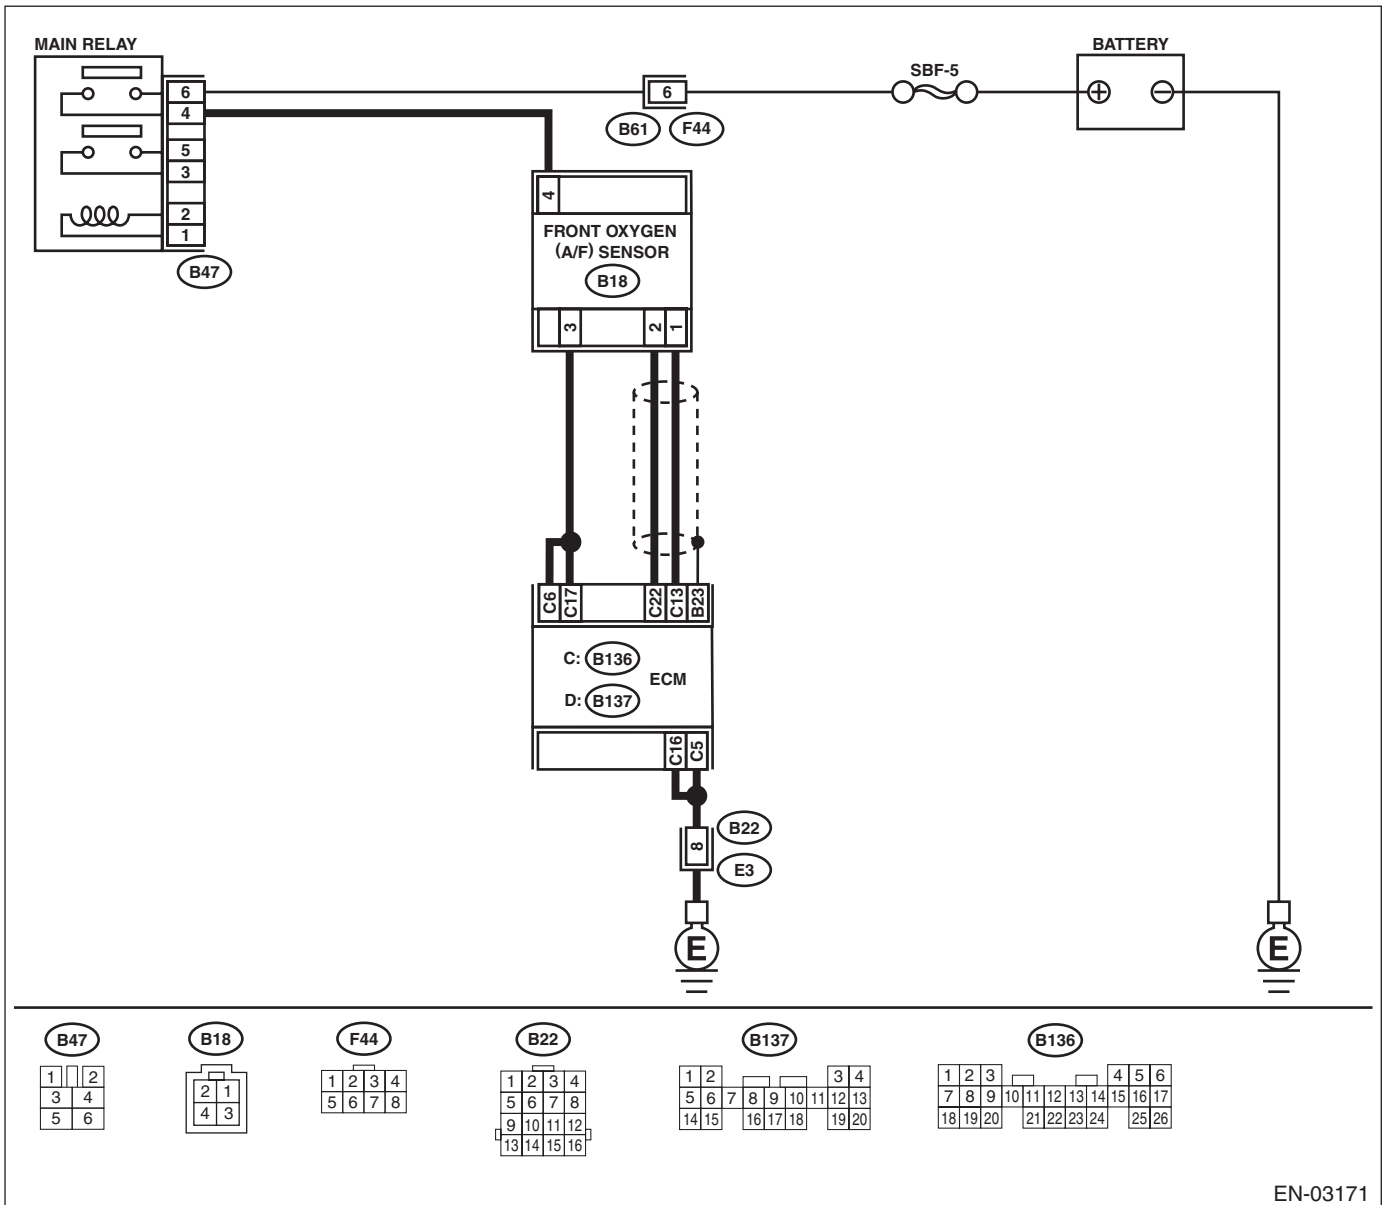 MAIN RELAY
BATTERY
SBF-5
6
4
5
3
2
1
B47
6
B61 F44
4
FRONT OXYGEN
(A/F) SENSOR
B18
3 2 1
C6 C17 C22 C13 B23
C: B136
ECM
D: B137
C16 C5
8
B22
E3
E
E
B47
1 2
3 4
5 6
B18
2 1
4 3
F44
1 2 3 4
5 6 7 8
B22
1 2 3 4
5 6 7 8
9 10 11 12
13 14 15 16
B137
1 2 3 4
5 6 7 8 9 10 11 12 13
14 15 16 17 18 19 20
B136
1 2 3 4 5 6
7 8 9 10 11 12 13 14 15 16 17
18 19 20 21 22 23 24 25 26
EN-03171